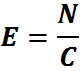 E = N/C